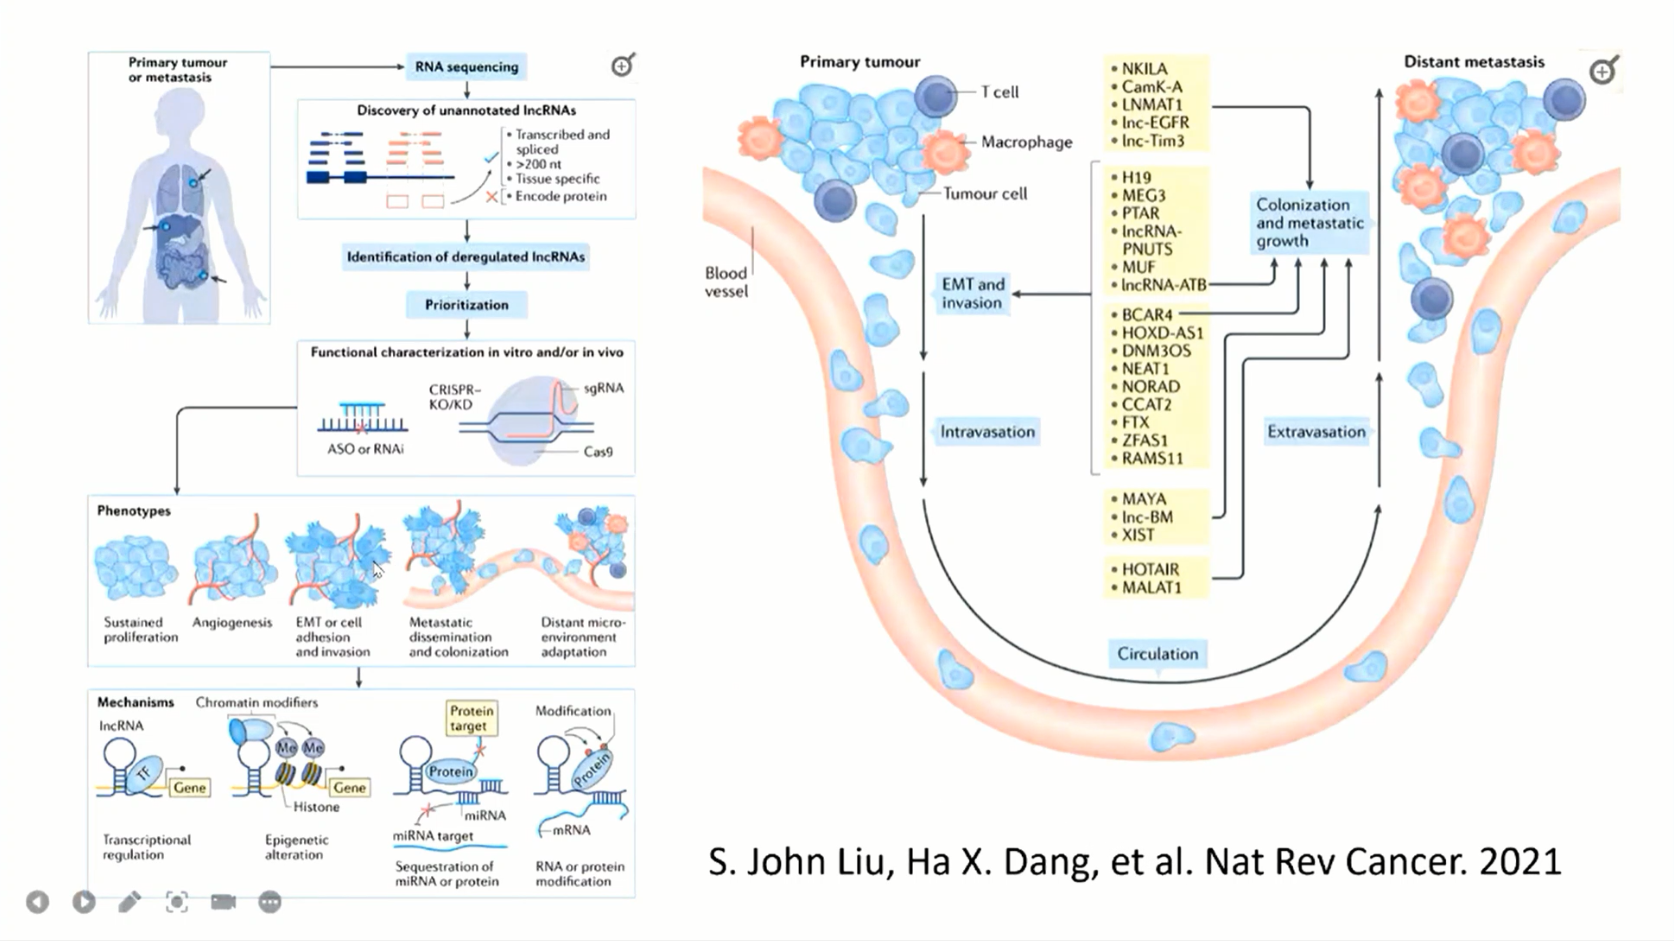 Primary tumour
or metastasis
RNA sequencing
Discovery of unannotated lncRNAs
• Transcribed and
spliced
• >200 nt
• Tissue specific
• Encode protein
Identification of deregulated lncRNAs
Prioritization
Functional characterization in vitro and/or in vivo
ASO or RNAi
CRISPR–
KO/KD
sgRNA
Cas9
Phenotypes
Sustained
proliferation
Angiogenesis
EMT or cell
adhesion
and invasion
Metastatic
dissemination
and colonization
Distant micro-
environment
adaptation
Mechanisms
lncRNA
TF
Gene
Transcriptional
regulation
Chromatin modifiers
Me
Me
Gene
Histone
Epigenetic
alteration
Protein
target
Protein
miRNA
miRNA target
Sequestration of
miRNA or protein
Modification
Protein
mRNA
RNA or protein
modification
Primary tumour
T cell
Macrophage
Tumour cell
Blood
vessel
EMT and
invasion
Intravasation
Circulation
• NKILA
• CamK-A
• LNMAT1
• lnc-EGFR
• lnc-Tim3
• H19
• MEG3
• PTAR
• lncRNA-
PNUTS
• MUF
• lncRNA-ATB
• BCAR4
• HOXD-AS1
• DNM3OS
• NEAT1
• NORAD
• CCAT2
• FTX
• ZFAS1
• RAMS11
• MAYA
• lnc-BM
• XIST
• HOTAIR
• MALAT1
Colonization
and metastatic
growth
Extravasation
Distant metastasis
S. John Liu, Ha X. Dang, et al. Nat Rev Cancer. 2021